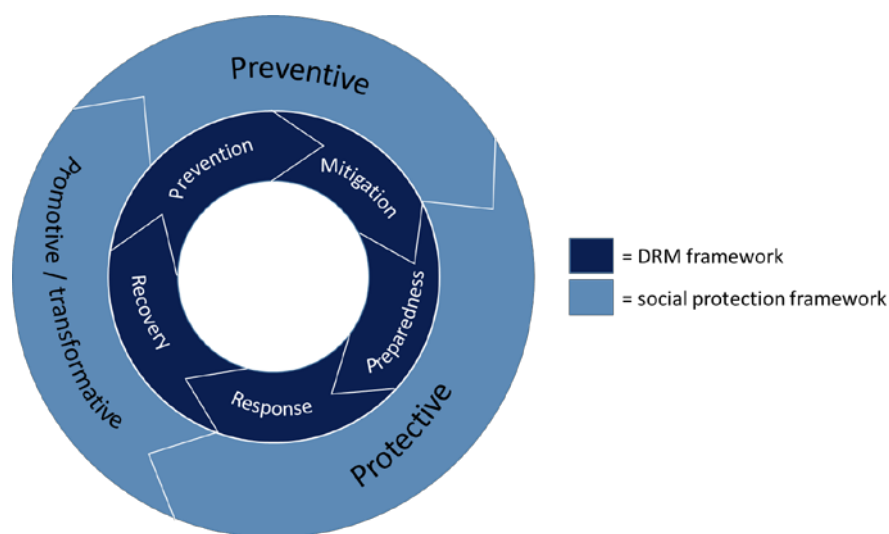 Preventive
Promotive / transformative
Protective
Prevention
Mitigation
Preparedness
Response
Recovery
= DRM framework
= social protection framework